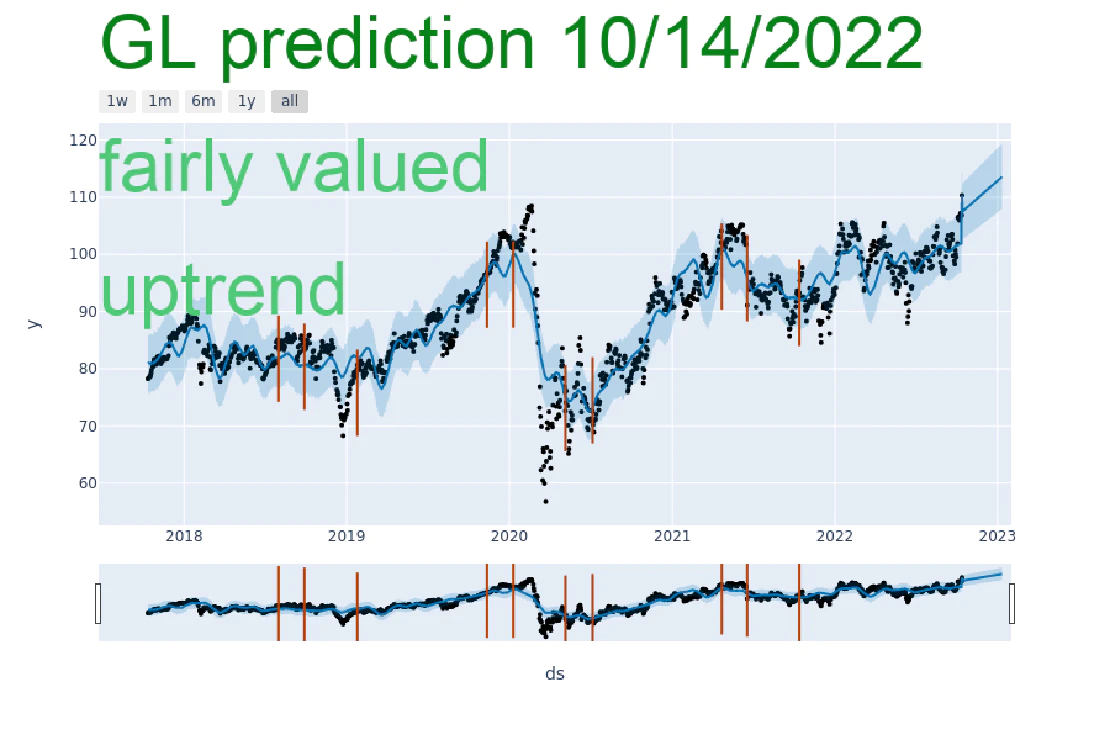 GL prediction 10/14/2022
1w 1m 6m 1y all
fairly valued
uptrend
120
110
100
90
80
70
60
y
2018 2019 2020 2021 2022 2023
ds